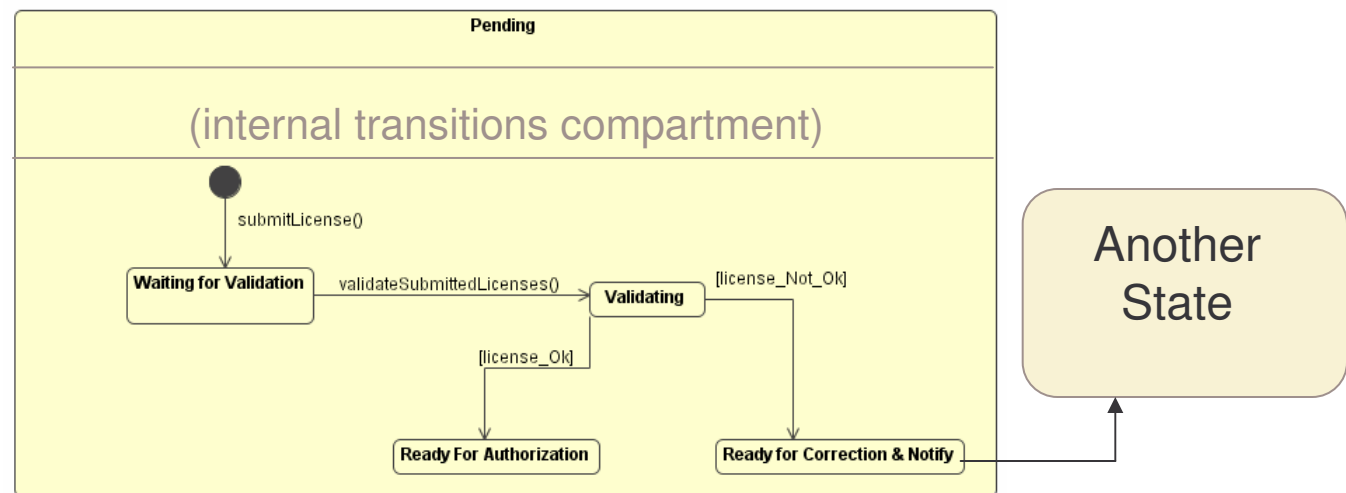 Pending
(internal transitions compartment)
submitLicense()
Another
State
Waiting for Validation
validateSubmittedLicenses()
Validating
[license_Not_Ok]
[license_Ok]
Ready For Authorization
Ready for Correction & Notify